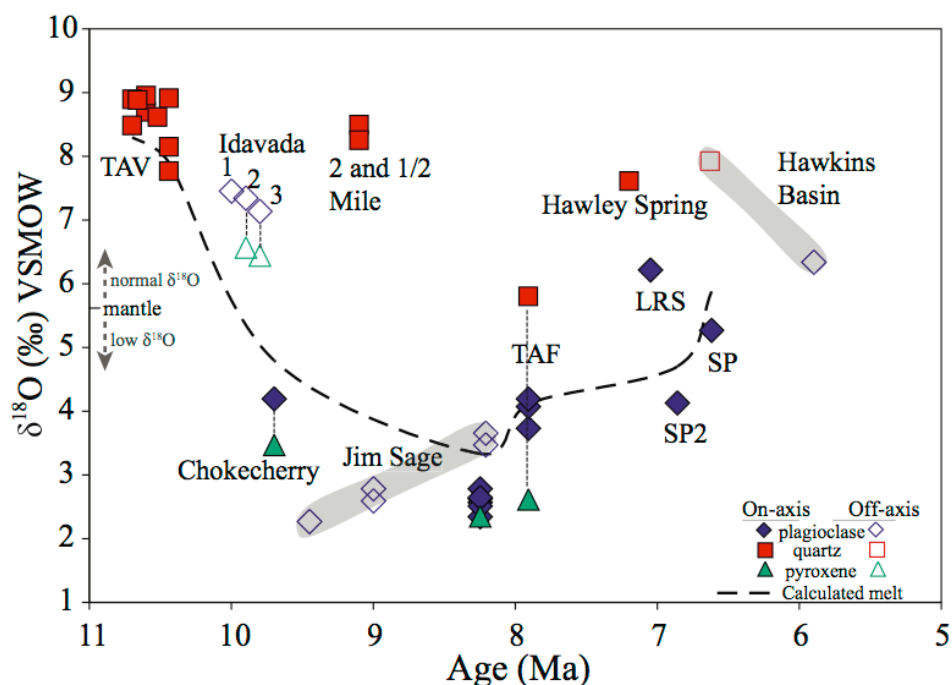 10
9
8
7
6
5
4
3
2
1
δ18O (‰) VSMOW
11
10
9
8
7
6
5
Age (Ma)
TAV
Idavada
1
2
3
2 and 1/2
Mile
Hawley Spring
Hawkins
Basin
normal δ18O
mantle
low δ18O
LRS
TAF
SP
SP2
Chokecherry
Jim Sage
On-axis Off-axis
plagioclase
quartz
pyroxene
Calculated melt